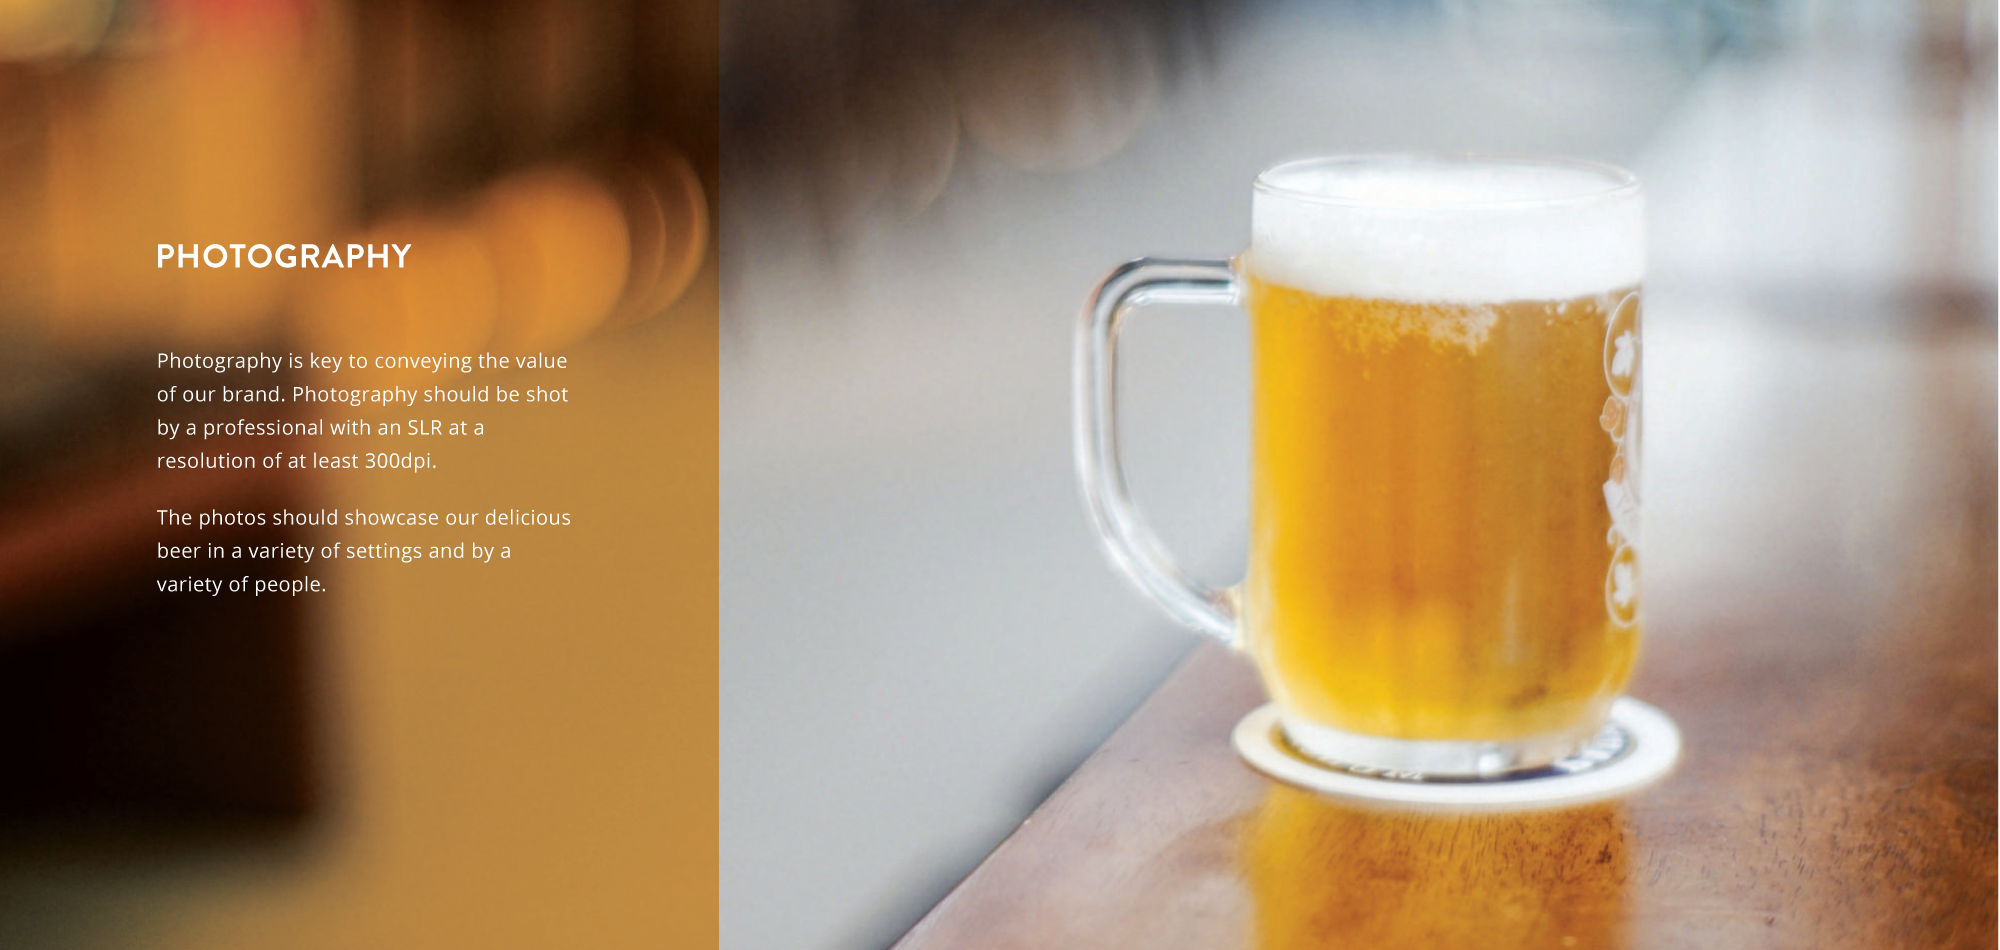 PHOTOGRAPHY
Photography is key to conveying the value
of our brand. Photography should be shot
by a professional with an SLR at a
resolution of at least 300dpi.
The photos should showcase our delicious
beer in a variety of settings and by a
variety of people.